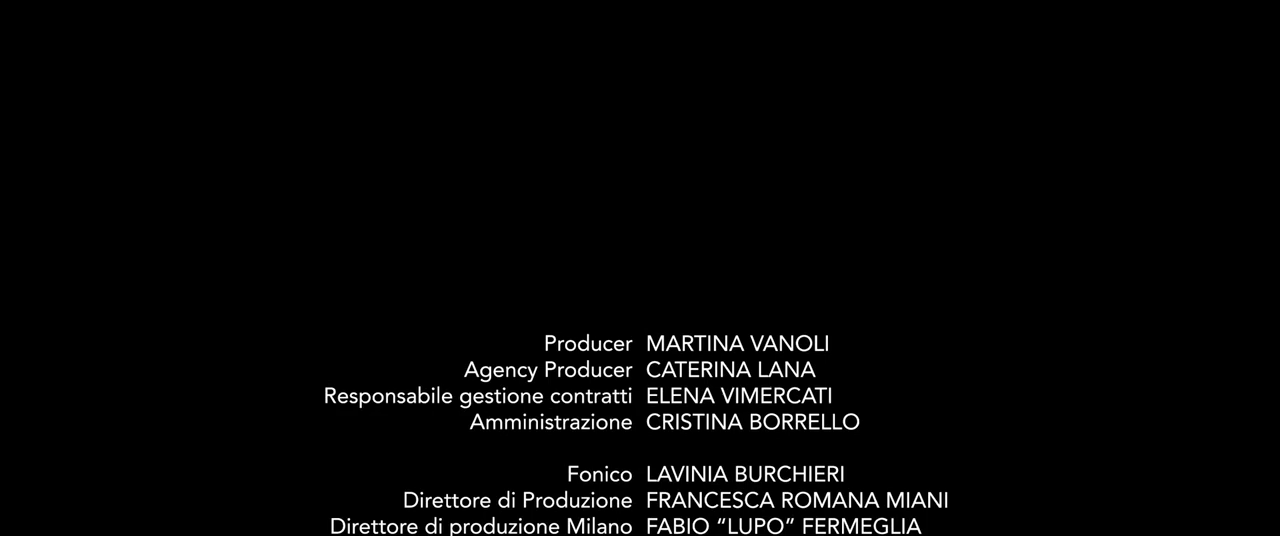 Producer MARTINA VANOLI
Agency Producer CATERINA LANA
Responsabile gestione contratti ELENA VIMERCATI
Amministrazione CRISTINA BORRELLO
Fonico LAVINIA BURCHIERI
Direttore di Produzione FRANCESCA ROMANA MIANI
Direttore di produzione Milano FABIO “LUPO” FERMEGLIA